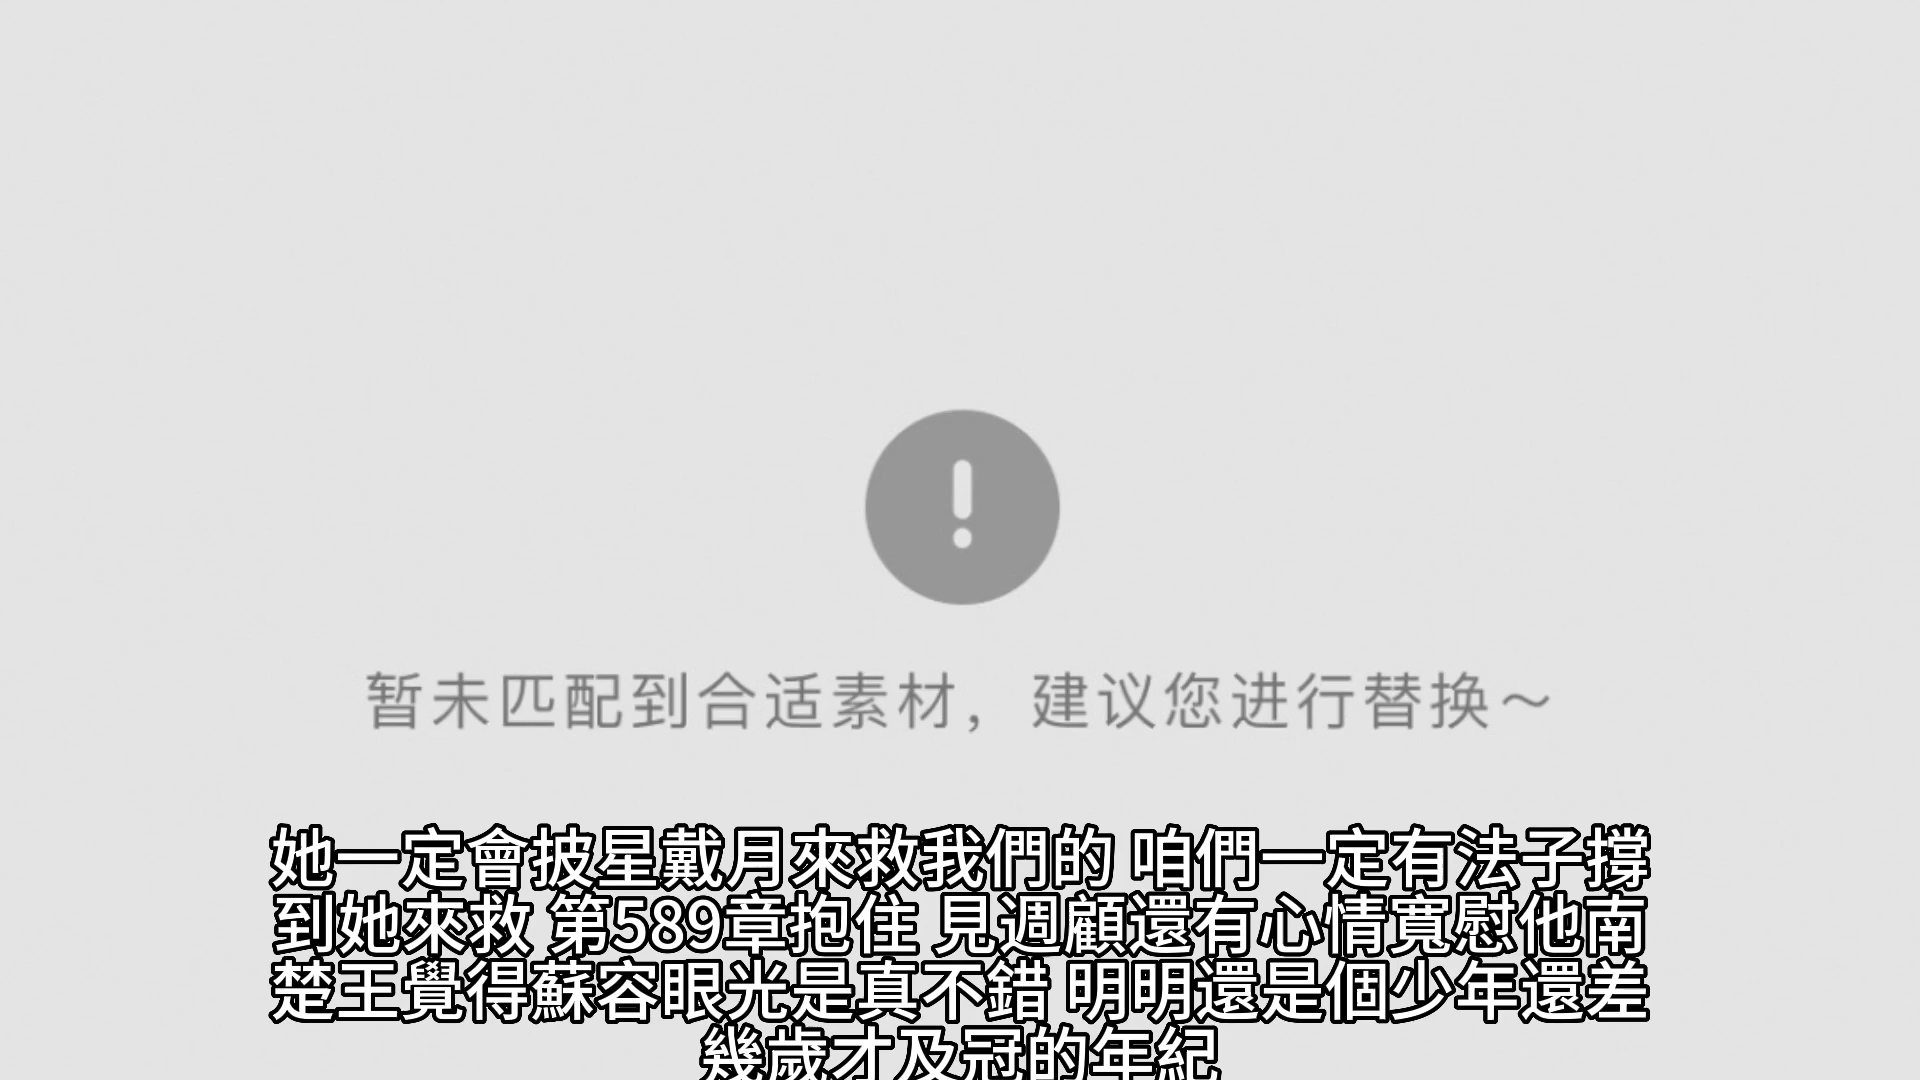 暂未匹配到合适素材，建议您进行替换～
她一定會披星戴月來救我們的 咱們一定有法子撐
到她來救 第589章抱住 見週顧還有心情寬慰他南
楚王覺得蘇容眼光是真不錯 明明還是個少年還差
幾歲才及冠的年紀